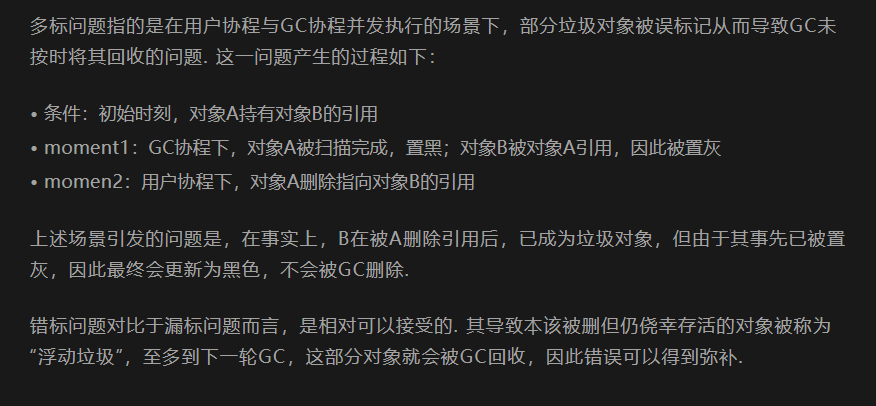 多标问题指的是在用户协程与GC协程并发执行的场景下，部分垃圾对象被误标记从而导致GC未
按时将其回收的问题. 这一问题产生的过程如下：
• 条件：初始时刻，对象A持有对象B的引用
• moment1：GC协程下，对象A被扫描完成，置黑；对象B被对象A引用，因此被置灰
• momen2：用户协程下，对象A删除指向对象B的引用
上述场景引发的问题是，在事实上，B在被A删除引用后，已成为垃圾对象，但由于其事先已被置
灰，因此最终会更新为黑色，不会被GC删除.
错标问题对比于漏标问题而言，是相对可以接受的. 其导致本该被删但仍侥幸存活的对象被称为
“浮动垃圾”，至多到下一轮GC，这部分对象就会被GC回收，因此错误可以得到弥补.